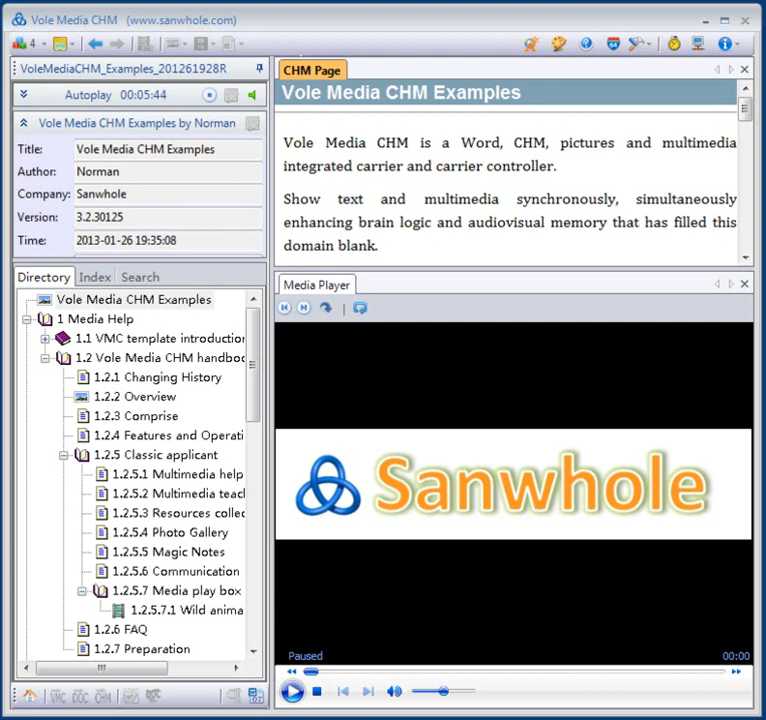 Vole Media CHM (www.sanwhole.com)
4
VoleMediaCHM_Examples_201261928R
Autoplay 00:05:44
Vole Media CHM Examples by Norman
Title: Vole Media CHM Examples
Author: Norman
Company: Sanwhole
Version: 3.2.30125
Time: 2013-01-26 19:35:08
Directory Index Search
Vole Media CHM Examples
1 Media Help
1.1 VMC template introduction
1.2 Vole Media CHM handboo
1.2.1 Changing History
1.2.2 Overview
1.2.3 Comprise
1.2.4 Features and Operati
1.2.5 Classic applicant
1.2.5.1 Multimedia help
1.2.5.2 Multimedia teac
1.2.5.3 Resources collec
1.2.5.4 Photo Gallery
1.2.5.5 Magic Notes
1.2.5.6 Communication
1.2.5.7 Media play box
1.2.5.7.1 Wild anima
1.2.6 FAQ
1.2.7 Preparation
VMC DOC CHM
CHM Page
Vole Media CHM Examples
Vole Media CHM is a Word, CHM, pictures and multimedia
integrated carrier and carrier controller.
Show text and multimedia synchronously, simultaneously
enhancing brain logic and audiovisual memory that has filled this
domain blank.
Media Player
Sanwhole
Paused 00:00